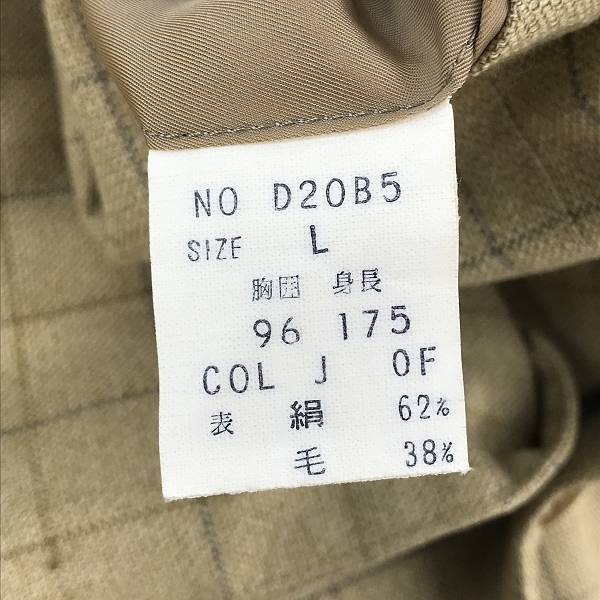 NO D20B5
SIZE L
胸囲 身長
96 175
COL J OF
表 絹 62%
毛 38%